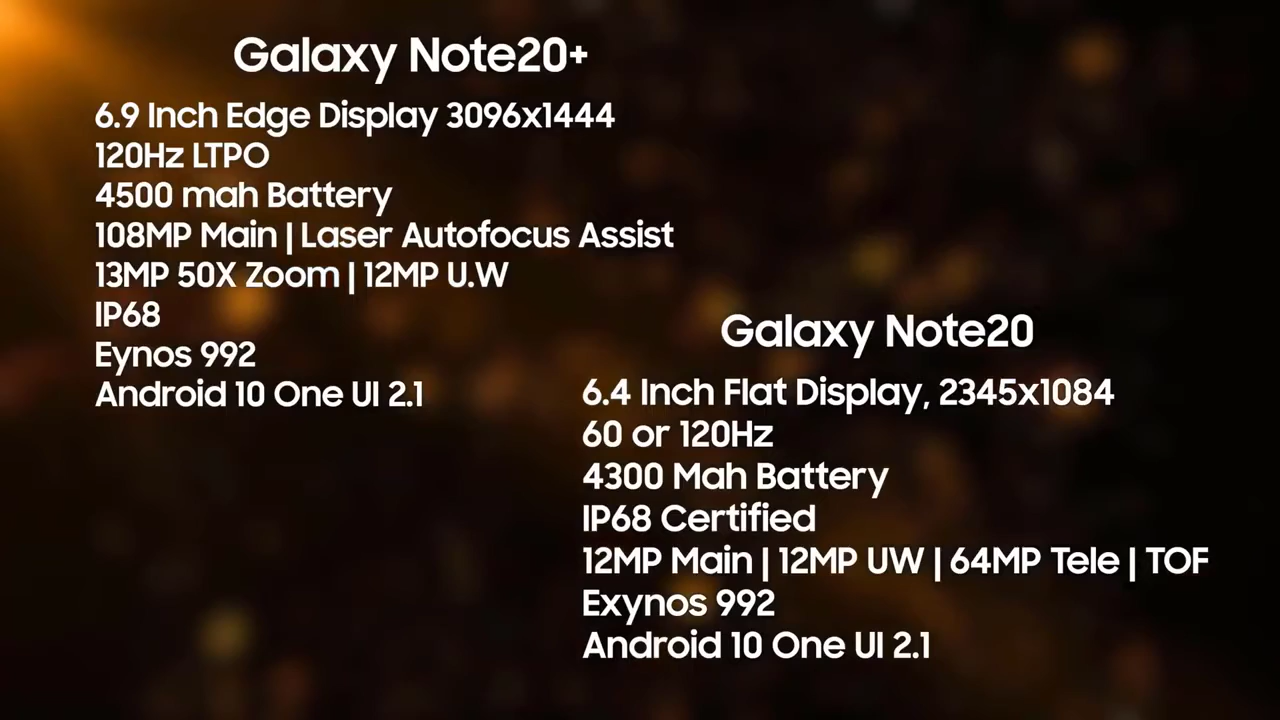 Galaxy Note20+
6.9 Inch Edge Display 3096x1444
120Hz LTPO
4500 mah Battery
108MP Main | Laser Autofocus Assist
13MP 50X Zoom | 12MP U.W
IP68
Eynos 992
Android 10 One UI 2.1
Galaxy Note20
6.4 Inch Flat Display, 2345x1084
60 or 120Hz
4300 Mah Battery
IP68 Certified
12MP Main | 12MP UW | 64MP Tele | TOF
Exynos 992
Android 10 One UI 2.1